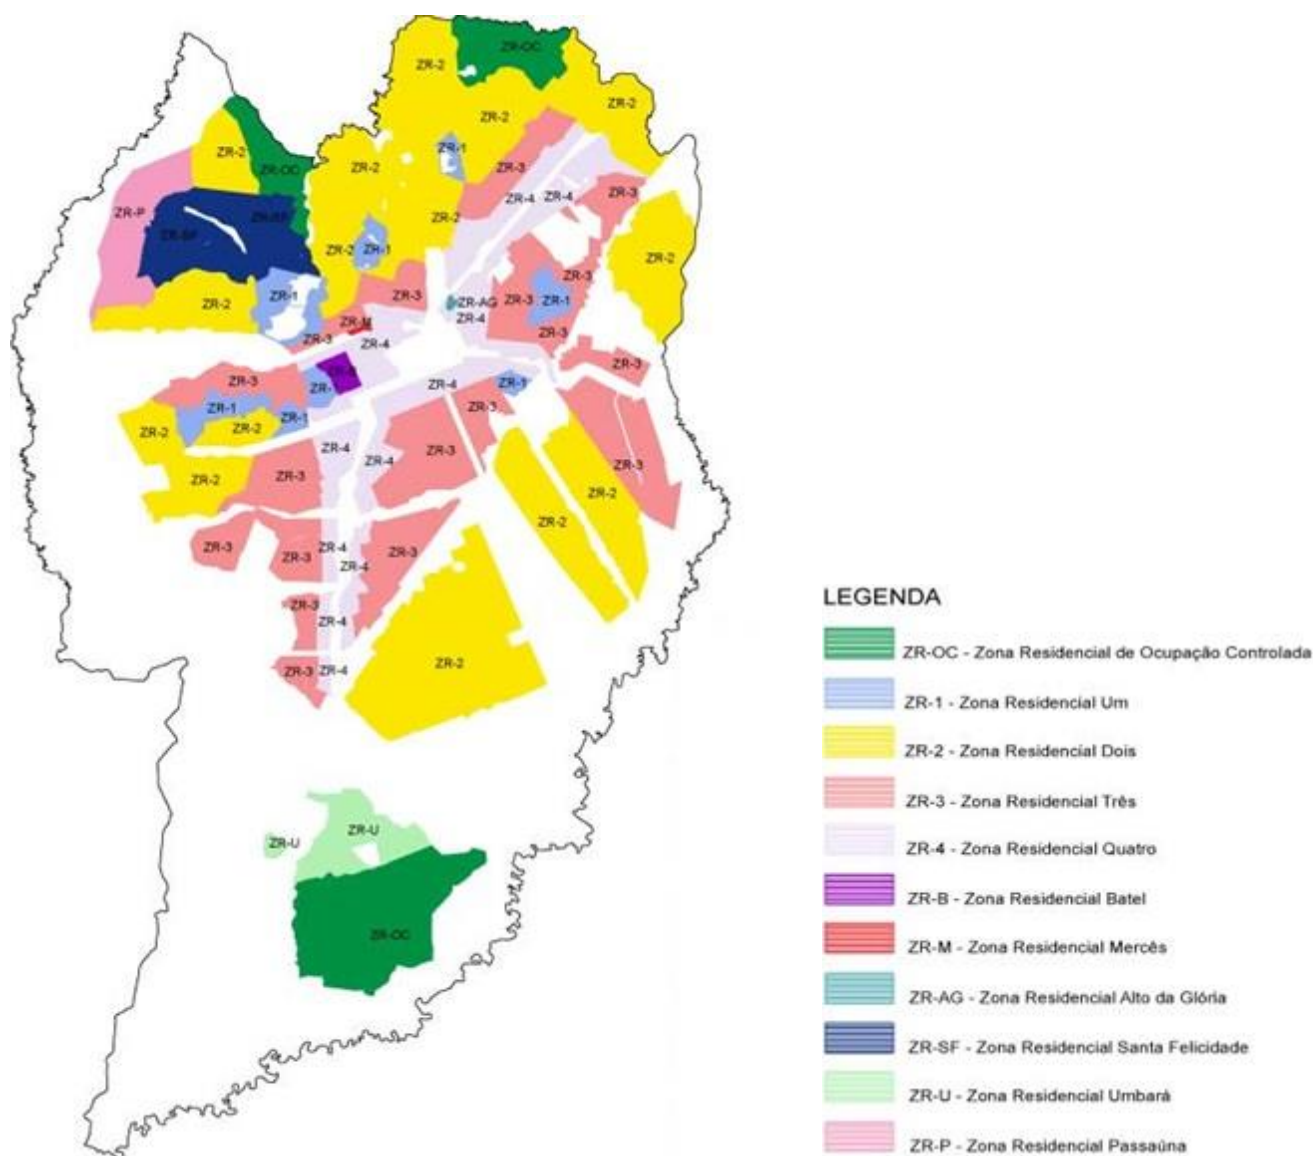 ZR-OC
ZR-2
ZR-2
ZR-2
ZR-1
ZR-2
ZR-2
ZR-OC
ZR-3
ZR-4
ZR-4
ZR-3
ZR-P
ZR-SF
ZR-SF
ZR-2
ZR-2
ZR-1
ZR-2
ZR-1
ZR-2
ZR-3
ZR-3
ZR-3
ZR-1
ZR-AG
ZR-4
ZR-M
ZR-3
ZR-4
ZR-3
ZR-3
ZR-3
ZR-1
ZR-4
ZR-1
ZR-1
ZR-3
ZR-1
ZR-2
ZR-2
ZR-4
ZR-3
ZR-4
ZR-3
ZR-3
ZR-2
ZR-2
ZR-2
ZR-3
ZR-3
ZR-4
ZR-4
ZR-3
ZR-3
ZR-4
ZR-3
ZR-4
ZR-2
ZR-U
ZR-U
ZR-OC
LEGENDA
ZR-OC - Zona Residencial de Ocupação Controlada
ZR-1 - Zona Residencial Um
ZR-2 - Zona Residencial Dois
ZR-3 - Zona Residencial Três
ZR-4 - Zona Residencial Quatro
ZR-B - Zona Residencial Batel
ZR-M - Zona Residencial Mercês
ZR-AG - Zona Residencial Alto da Glória
ZR-SF - Zona Residencial Santa Felicidade
ZR-U - Zona Residencial Umbará
ZR-P - Zona Residencial Passaúna